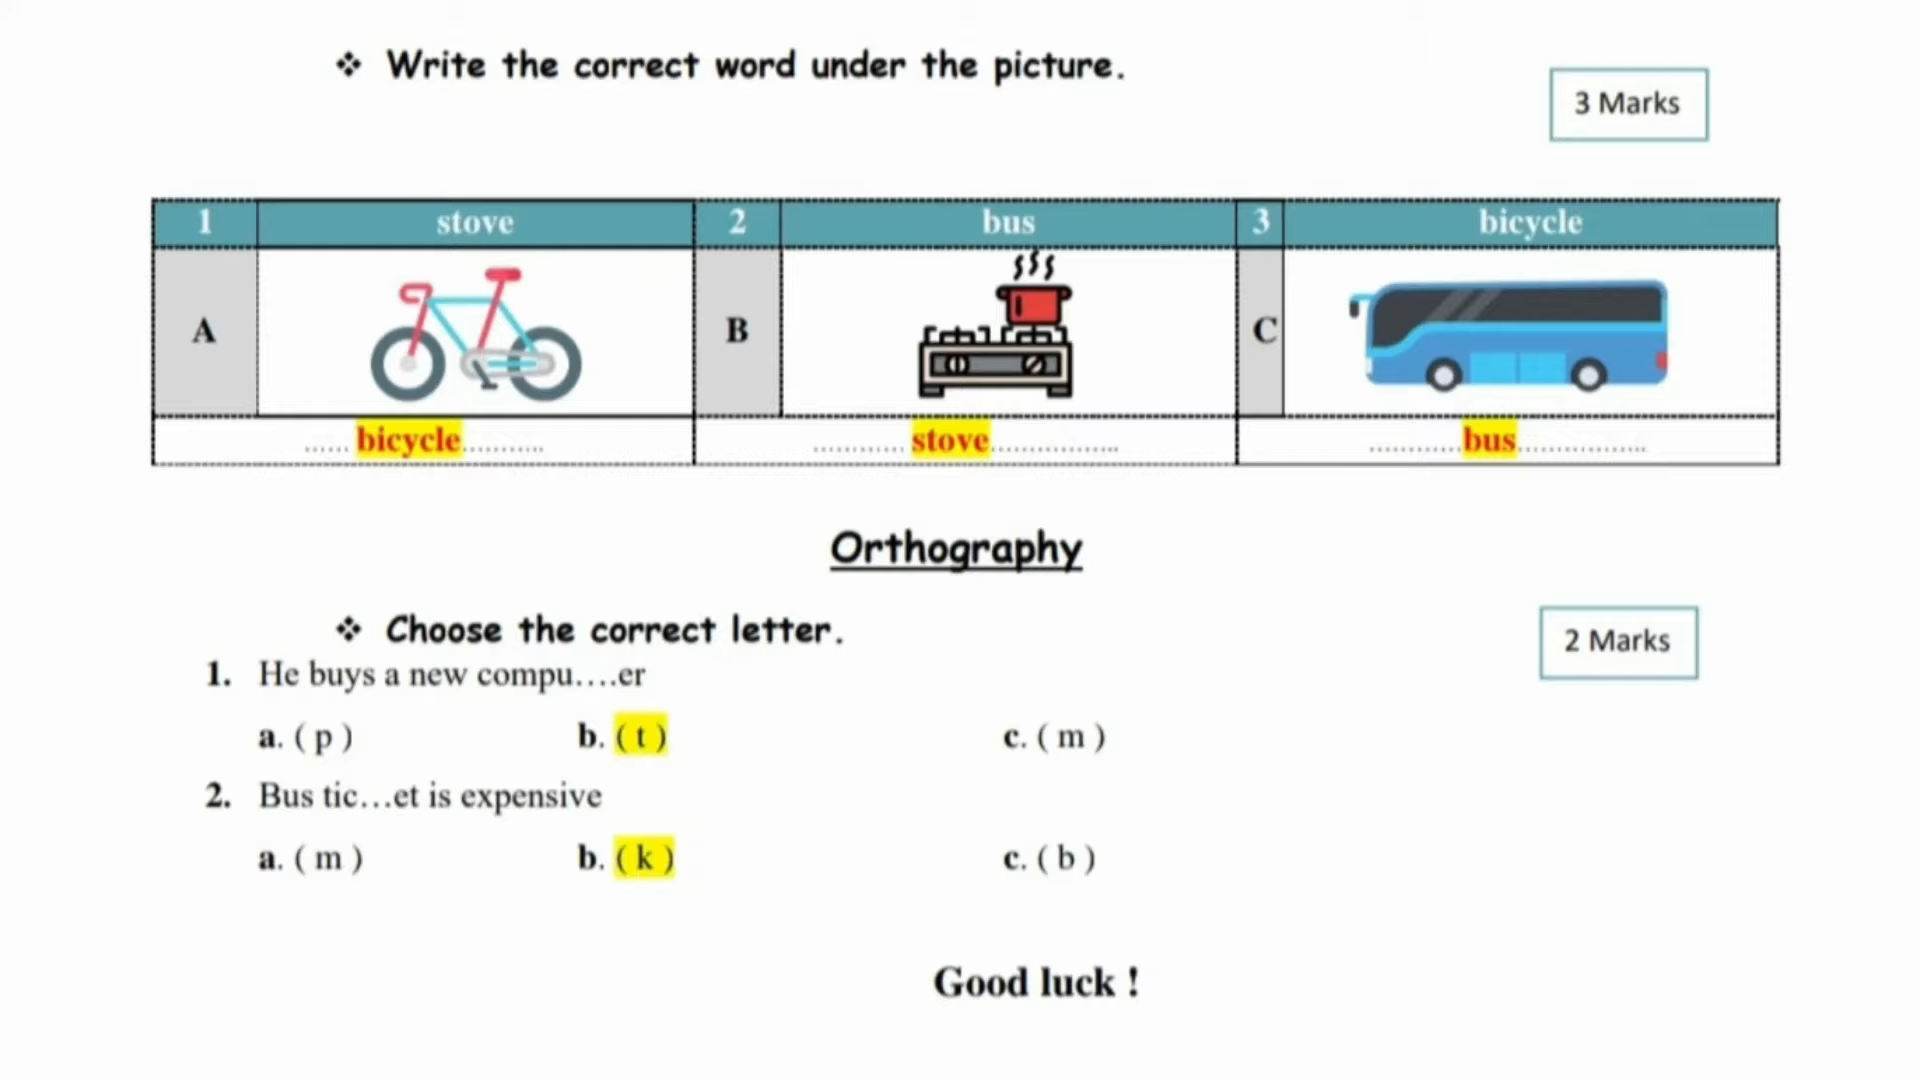 ❖ Write the correct word under the picture.
3 Marks
1 stove 2 bus 3 bicycle
A B C
...... bicycle........... ............ stove................. ............bus.................
Orthography
❖ Choose the correct letter.
2 Marks
1. He buys a new compu....er
a. ( p ) b. ( t ) c. ( m )
2. Bus tic...et is expensive
a. ( m ) b. ( k ) c. ( b )
Good luck !